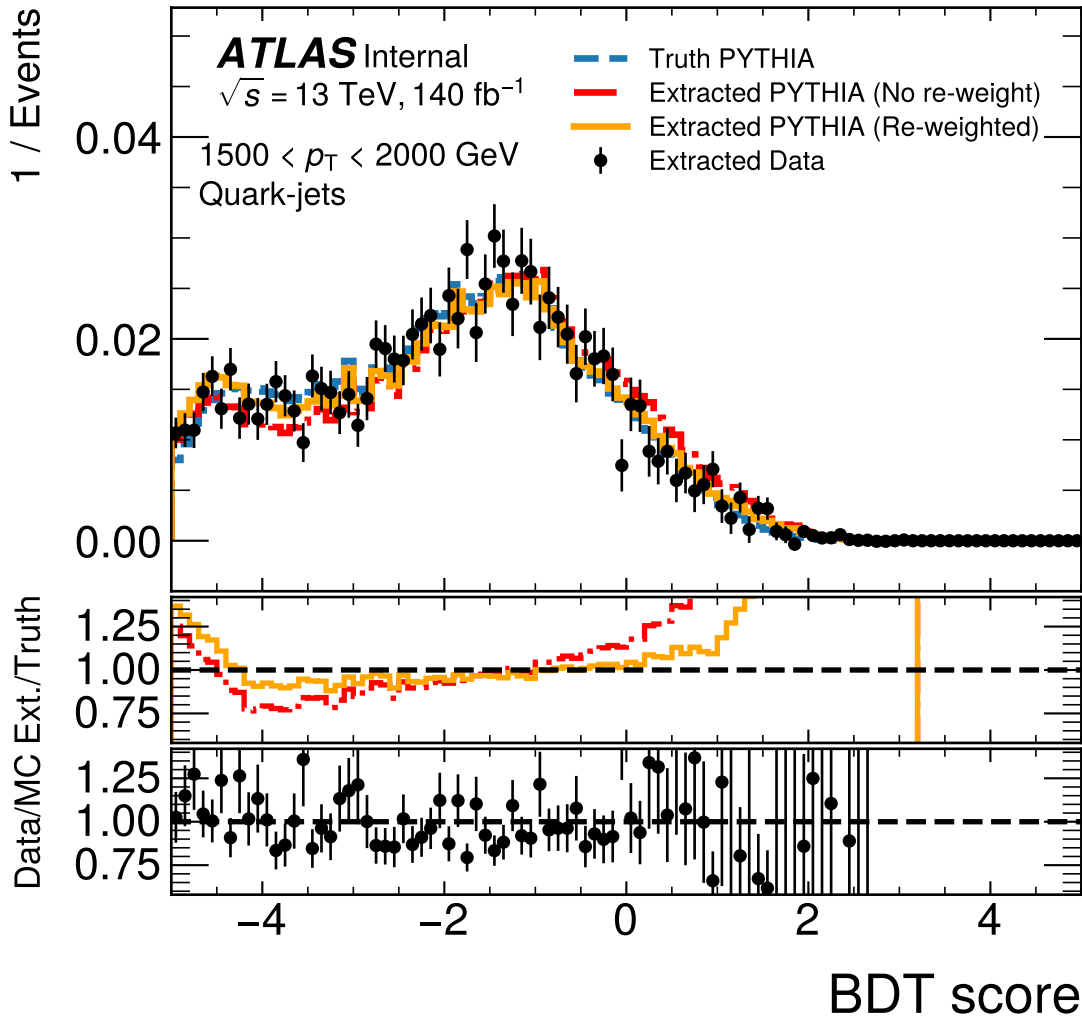 1 / Events
ATLAS Internal
√s = 13 TeV, 140 fb⁻¹
1500 < pT < 2000 GeV
Quark-jets
Truth PYTHIA
Extracted PYTHIA (No re-weight)
Extracted PYTHIA (Re-weighted)
Extracted Data
0.04
0.02
0.00
Ext./Truth
1.25
1.00
0.75
Data/MC
1.25
1.00
0.75
−4 −2 0 2 4
BDT score